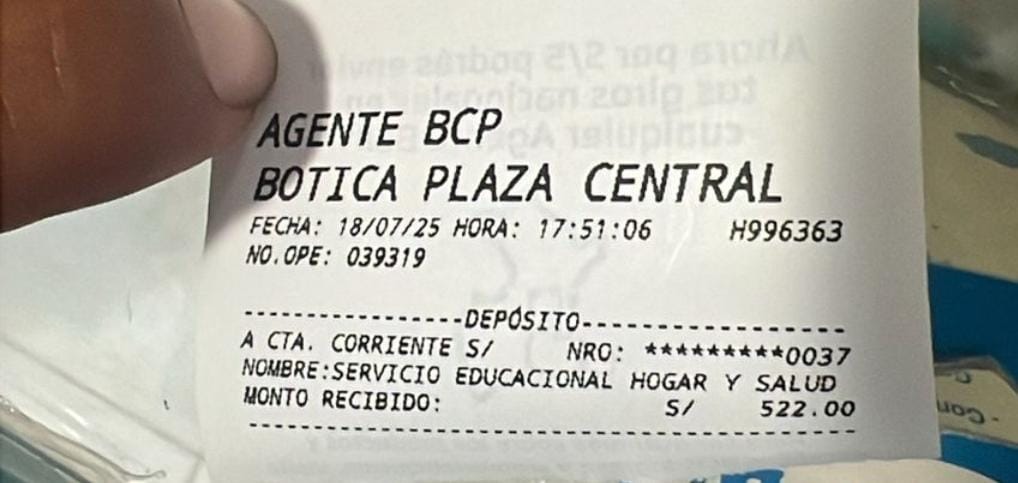 AGENTE BCP
BOTICA PLAZA CENTRAL
FECHA: 18/07/25 HORA: 17:51:06 H996363
NO.OPE: 039319
-----------------DEPÓSITO------------------
A CTA. CORRIENTE S/ NRO: *********0037
NOMBRE:SERVICIO EDUCACIONAL HOGAR Y SALUD
MONTO RECIBIDO: S/ 522.00